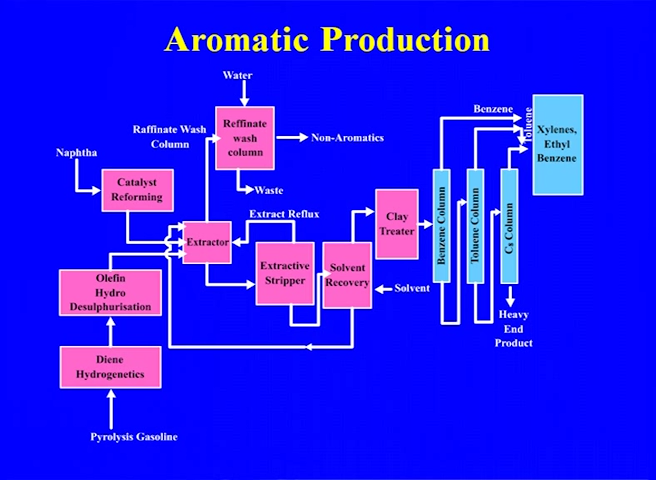 Aromatic Production
Water
Reffinate
wash
column
Raffinate Wash
Column
Non-Aromatics
Waste
Naphtha
Catalyst
Reforming
Extractor
Extract Reflux
Extractive
Stripper
Solvent
Recovery
Solvent
Clay
Treater
Benzene Column
Toluene Column
C8 Column
Benzene
Toluene
Xylenes,
Ethyl
Benzene
Heavy
End
Product
Olefin
Hydro
Desulphurisation
Diene
Hydrogenetics
Pyrolysis Gasoline